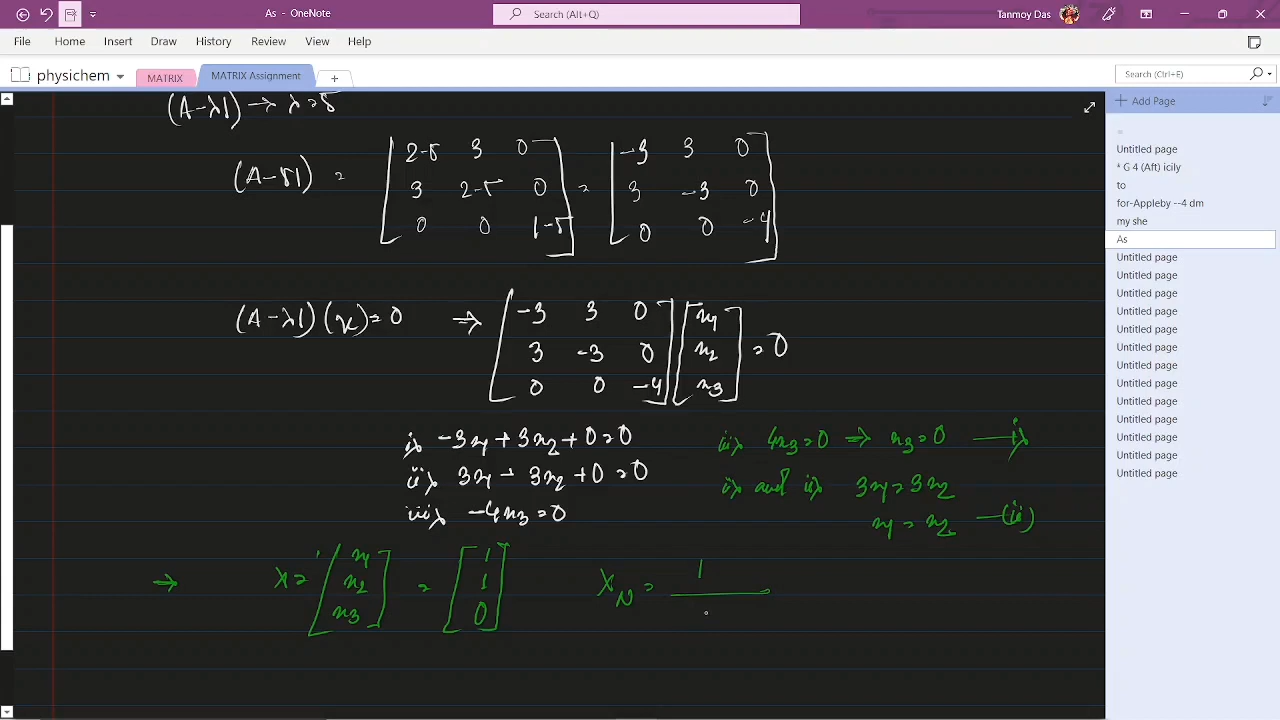 As - OneNote
Search (Alt+Q)
Tanmoy Das
File Home Insert Draw History Review View Help
physichem
MATRIX
MATRIX Assignment
Search (Ctrl+E)
Add Page
Untitled page
* G 4 (Aft) icily
to
for-Appleby --4 dm
my she
As
Untitled page
Untitled page
Untitled page
Untitled page
Untitled page
Untitled page
Untitled page
Untitled page
Untitled page
Untitled page
Untitled page
Untitled page
Untitled page
(A-λI) → λ=5
(A-5I) = [2-5 3 0 = [-3 3 0
3 2-5 0 3 -3 0
0 0 1-5] 0 0 -4]
(A-λI)(x)=0 ⇒ [-3 3 0 [x1
3 -3 0 x2 = 0
0 0 -4] x3]
i> -3x1+3x2+0=0
ii> 3x1-3x2+0=0
iii> -4x3=0
iii> 4x3=0 ⇒ x3=0 —i>
i> and ii> 3x1=3x2
x1=x2 —(ii)
⇒ X= [x1 = [1 X_N = 1
x2 1
x3] 0]